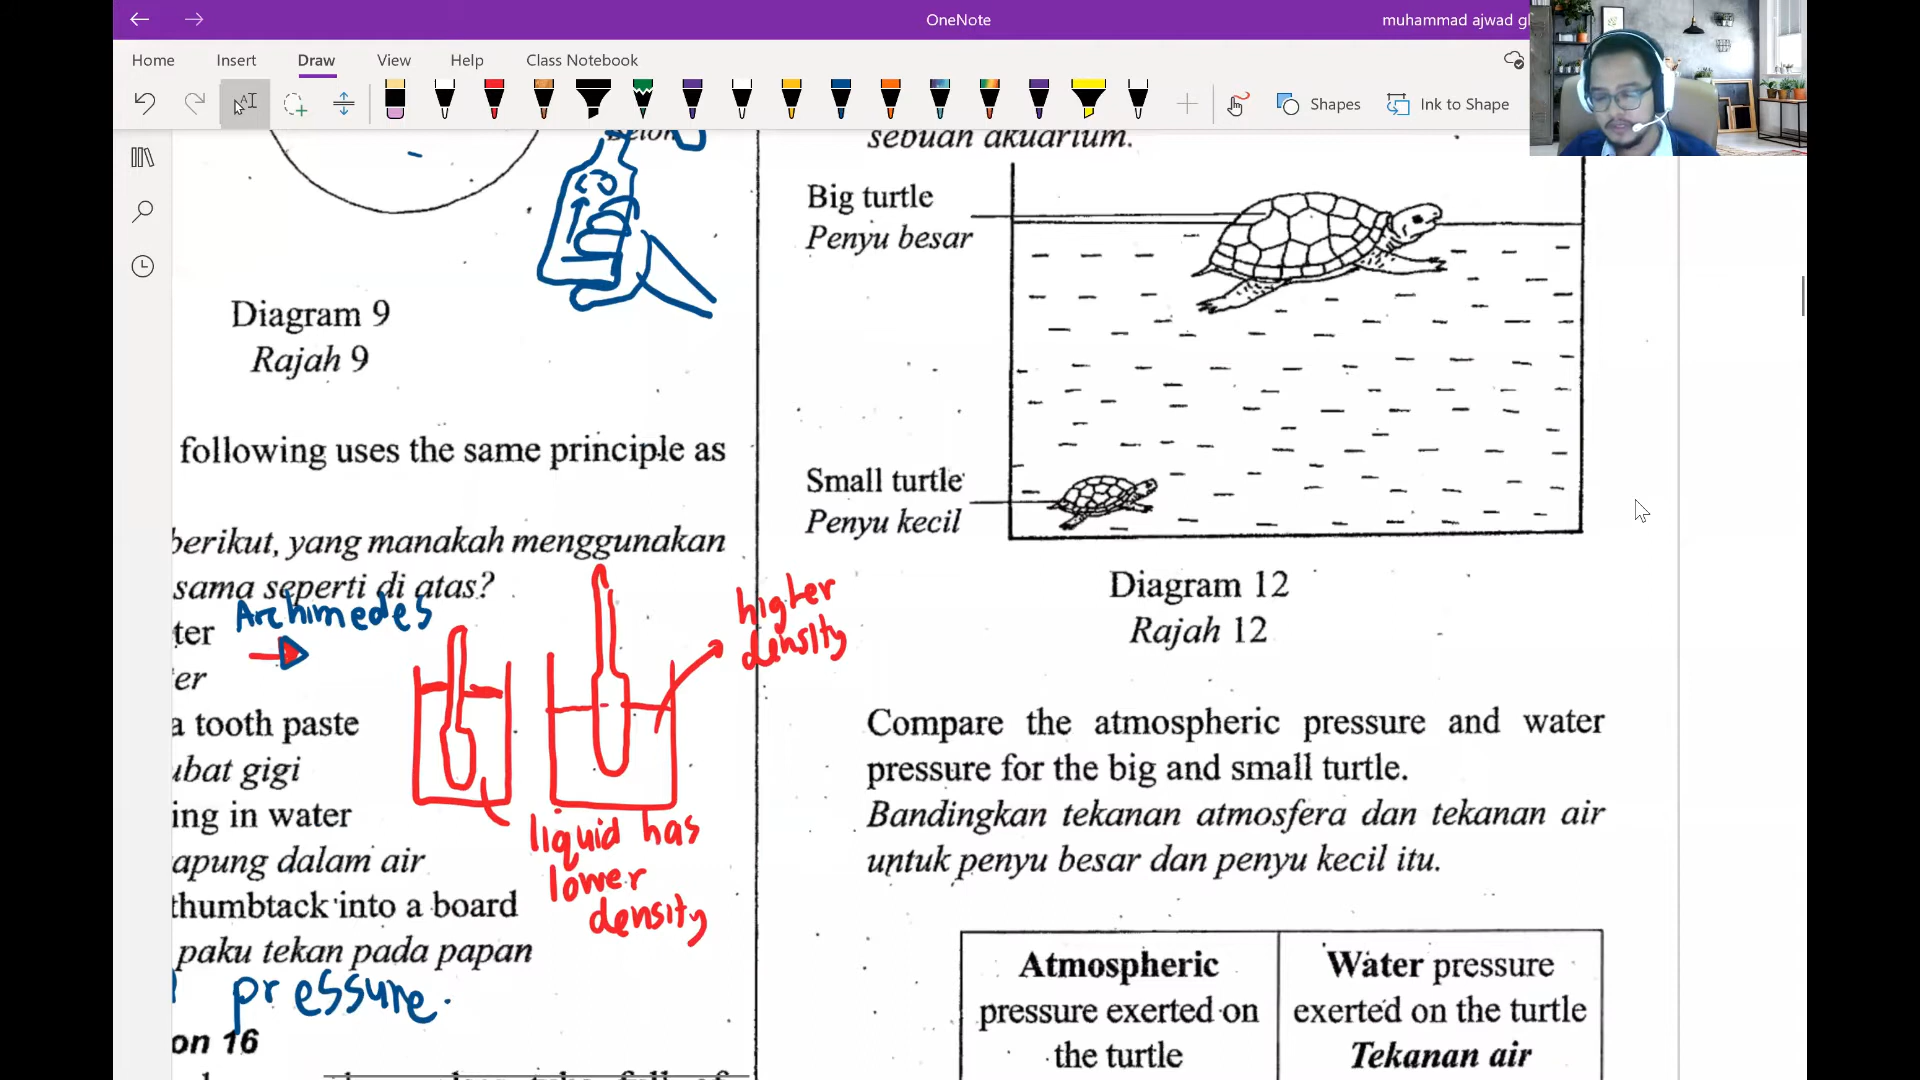 OneNote
muhammad ajwad
Home Insert Draw View Help Class Notebook
Shapes Ink to Shape
sebuah akuarium.
Big turtle
Penyu besar
Small turtle
Penyu kecil
Diagram 12
Rajah 12
Compare the atmospheric pressure and water
pressure for the big and small turtle.
Bandingkan tekanan atmosfera dan tekanan air
untuk penyu besar dan penyu kecil itu.
Atmospheric
pressure exerted on
the turtle
Water pressure
exerted on the turtle
Tekanan air
Diagram 9
Rajah 9
following uses the same principle as
berikut, yang manakah menggunakan
sama seperti di atas?
Archimedes
ter
er
a tooth paste
ubat gigi
ing in water
apung dalam air
thumbtack into a board
paku tekan pada papan
pressure.
on 16
higher
density
liquid has
lower
density